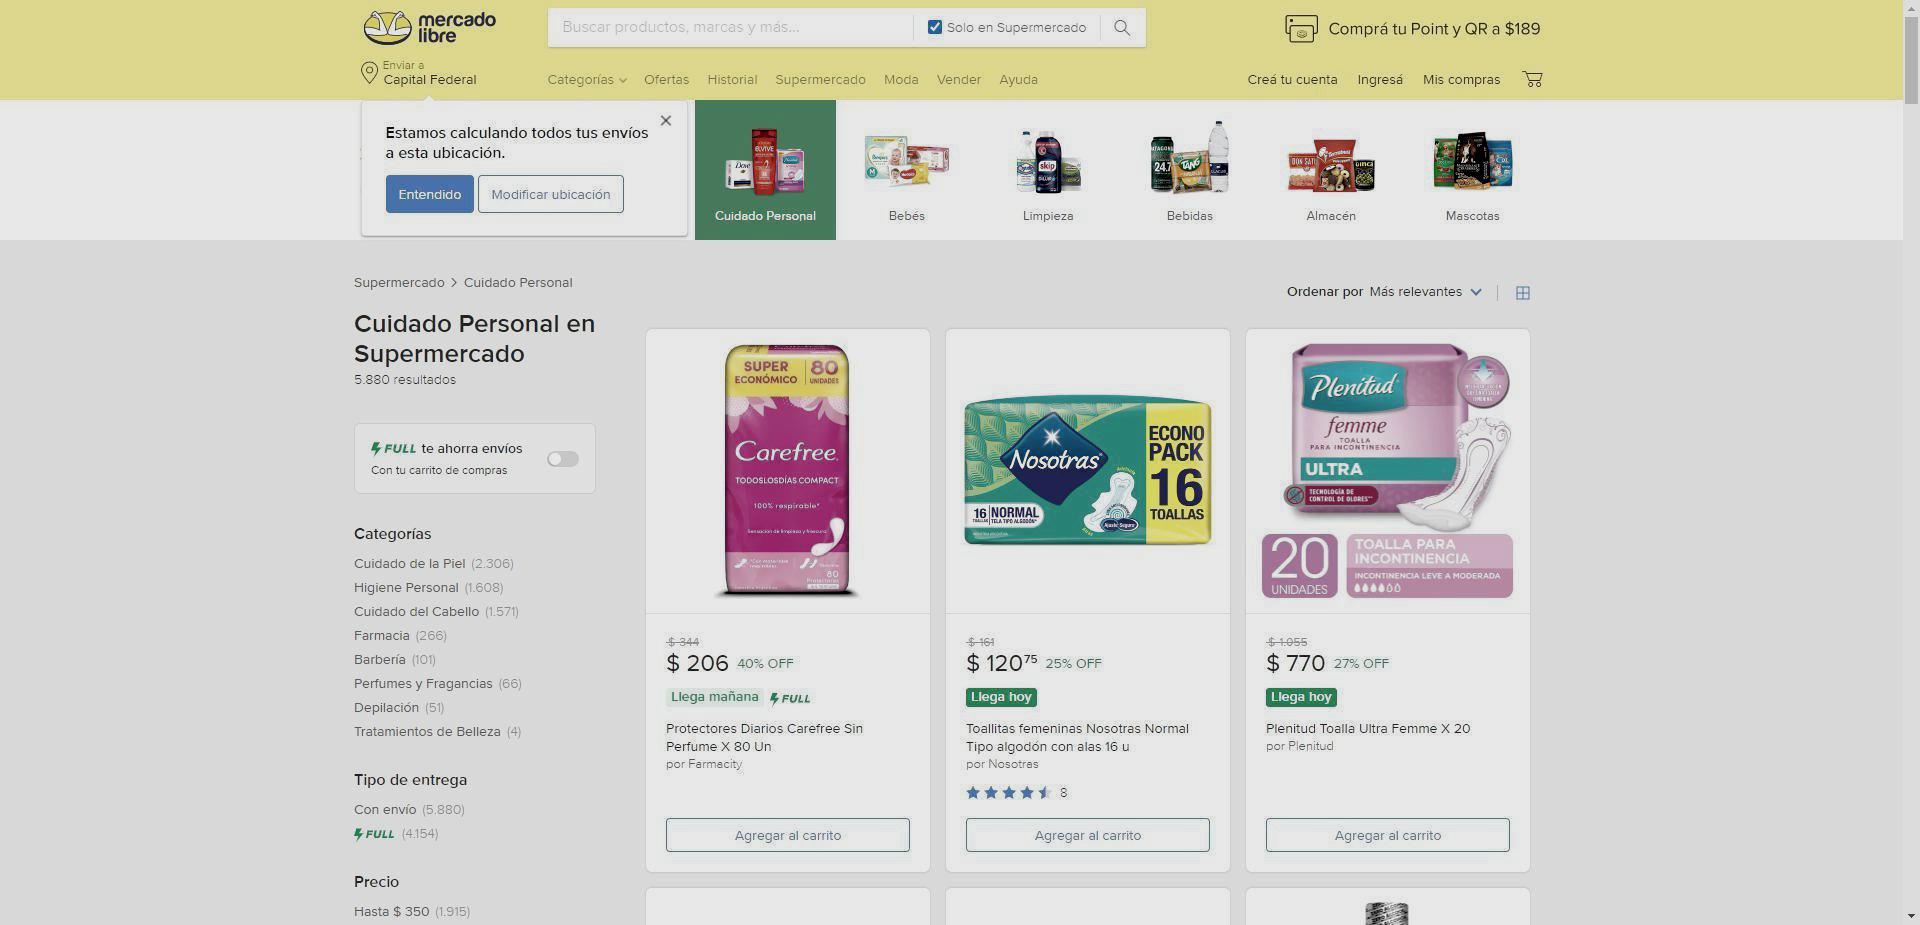 mercado
libre
Buscar productos, marcas y más...
Solo en Supermercado
Comprá tu Point y QR a $189
Enviar a
Capital Federal
Categorías
Ofertas
Historial
Supermercado
Moda
Vender
Ayuda
Creá tu cuenta
Ingresá
Mis compras
Estamos calculando todos tus envíos
a esta ubicación.
Entendido
Modificar ubicación
Cuidado Personal
Bebés
Limpieza
Bebidas
Almacén
Mascotas
Supermercado > Cuidado Personal
Ordenar por Más relevantes
Cuidado Personal en
Supermercado
5.880 resultados
FULL te ahorra envíos
Con tu carrito de compras
Categorías
Cuidado de la Piel (2.306)
Higiene Personal (1.608)
Cuidado del Cabello (1.571)
Farmacia (266)
Barbería (101)
Perfumes y Fragancias (66)
Depilación (51)
Tratamientos de Belleza (4)
Tipo de entrega
Con envío (5.880)
FULL (4.154)
Precio
Hasta $ 350 (1.915)
SUPER
ECONÓMICO
80
UNIDADES
Carefree
TODOSLOSDÍAS COMPACT
100% respirable*
Sensación de limpieza y frescura
80
Protectores
$ 344
$ 206 40% OFF
Llega mañana FULL
Protectores Diarios Carefree Sin
Perfume X 80 Un
por Farmacity
Agregar al carrito
Nosotras
ECONO
PACK
16
TOALLAS
16 NORMAL
TOALLAS TELA TIPO ALGODÓN*
Ajuste Seguro
$ 161
$ 120 75 25% OFF
Llega hoy
Toallitas femeninas Nosotras Normal
Tipo algodón con alas 16 u
por Nosotras
8
Agregar al carrito
Plenitud
femme
TOALLA
PARA INCONTINENCIA
ULTRA
TECNOLOGÍA DE
CONTROL DE OLORES**
20
UNIDADES
TOALLA PARA
INCONTINENCIA
INCONTINENCIA LEVE A MODERADA
$ 1.055
$ 770 27% OFF
Llega hoy
Plenitud Toalla Ultra Femme X 20
por Plenitud
Agregar al carrito